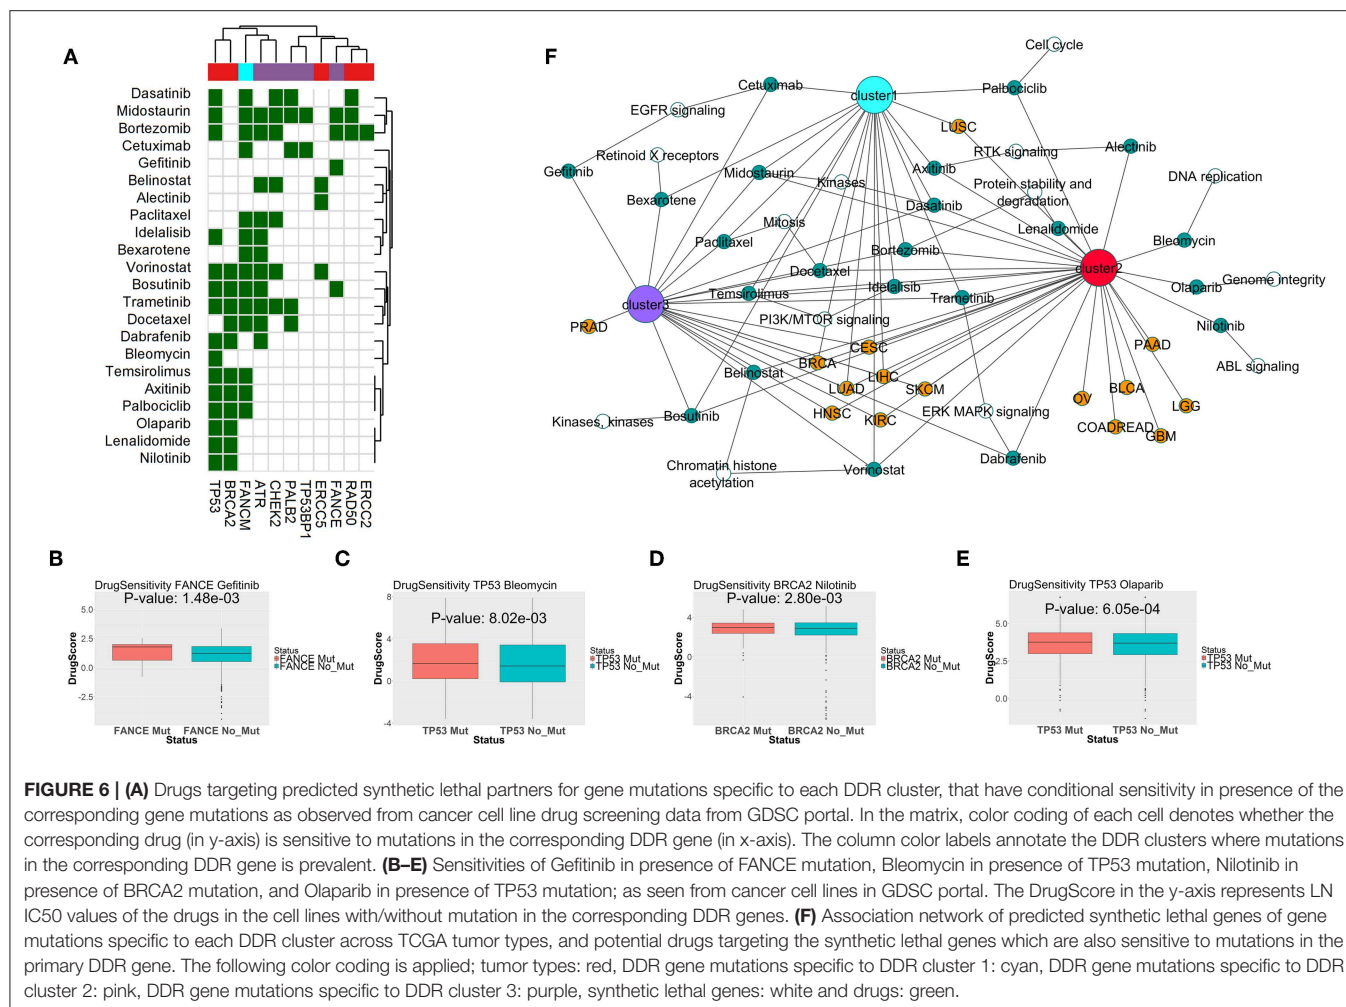 A
Dasatinib
Midostaurin
Bortezomib
Cetuximab
Gefitinib
Belinostat
Alectinib
Paclitaxel
Idelalisib
Bexarotene
Vorinostat
Bosutinib
Trametinib
Docetaxel
Dabrafenib
Bleomycin
Temsirolimus
Axitinib
Palbociclib
Olaparib
Lenalidomide
Nilotinib
TP53
BRCA2
FANCM
ATR
CHEK2
PALB2
TP53BP1
ERCC5
FANCE
RAD50
ERCC2
F
Cell cycle
Cetuximab
Palbociclib
cluster1
EGFR signaling
LUSC
Retinoid X receptors
RTK signaling
Alectinib
Gefitinib
Midostaurin
Kinases
Axitinib
DNA replication
Protein stability and
degradation
Bexarotene
Dasatinib
Mitosis
Lenalidomide
Paclitaxel
Bortezomib
Bleomycin
Docetaxel
cluster2
Genome integrity
Temsirolimus
Idelalisib
Olaparib
cluster3
Trametinib
PI3K/MTOR signaling
Nilotinib
PRAD
CESC
PAAD
BRCA
ABL signaling
Belinostat
LIHC
LUAD
SKCM
BLCA
OV
LGG
HNSC
KIRC
ERK MAPK signaling
Kinases, kinases
Bosutinib
COADREAD
GBM
Chromatin histone
acetylation
Vorinostat
Dabrafenib
B
DrugSensitivity FANCE Gefitinib
P-value: 1.48e-03
DrugScore
5.0
2.5
0.0
-2.5
Status
FANCE Mut
FANCE No_Mut
FANCE Mut FANCE No_Mut
Status
C
DrugSensitivity TP53 Bleomycin
P-value: 8.02e-03
DrugScore
8
4
0
-4
Status
TP53 Mut
TP53 No_Mut
TP53 Mut TP53 No_Mut
Status
D
DrugSensitivity BRCA2 Nilotinib
P-value: 2.80e-03
DrugScore
4
0
-4
Status
BRCA2 Mut
BRCA2 No_Mut
BRCA2 Mut BRCA2 No_Mut
Status
E
DrugSensitivity TP53 Olaparib
P-value: 6.05e-04
DrugScore
5.0
2.5
0.0
Status
TP53 Mut
TP53 No_Mut
TP53 Mut TP53 No_Mut
Status
FIGURE 6 | (A) Drugs targeting predicted synthetic lethal partners for gene mutations specific to each DDR cluster, that have conditional sensitivity in presence of the
corresponding gene mutations as observed from cancer cell line drug screening data from GDSC portal. In the matrix, color coding of each cell denotes whether the
corresponding drug (in y-axis) is sensitive to mutations in the corresponding DDR gene (in x-axis). The column color labels annotate the DDR clusters where mutations
in the corresponding DDR gene is prevalent. (B–E) Sensitivities of Gefitinib in presence of FANCE mutation, Bleomycin in presence of TP53 mutation, Nilotinib in
presence of BRCA2 mutation, and Olaparib in presence of TP53 mutation; as seen from cancer cell lines in GDSC portal. The DrugScore in the y-axis represents LN
IC50 values of the drugs in the cell lines with/without mutation in the corresponding DDR genes. (F) Association network of predicted synthetic lethal genes of gene
mutations specific to each DDR cluster across TCGA tumor types, and potential drugs targeting the synthetic lethal genes which are also sensitive to mutations in the
primary DDR gene. The following color coding is applied; tumor types: red, DDR gene mutations specific to DDR cluster 1: cyan, DDR gene mutations specific to DDR
cluster 2: pink, DDR gene mutations specific to DDR cluster 3: purple, synthetic lethal genes: white and drugs: green.